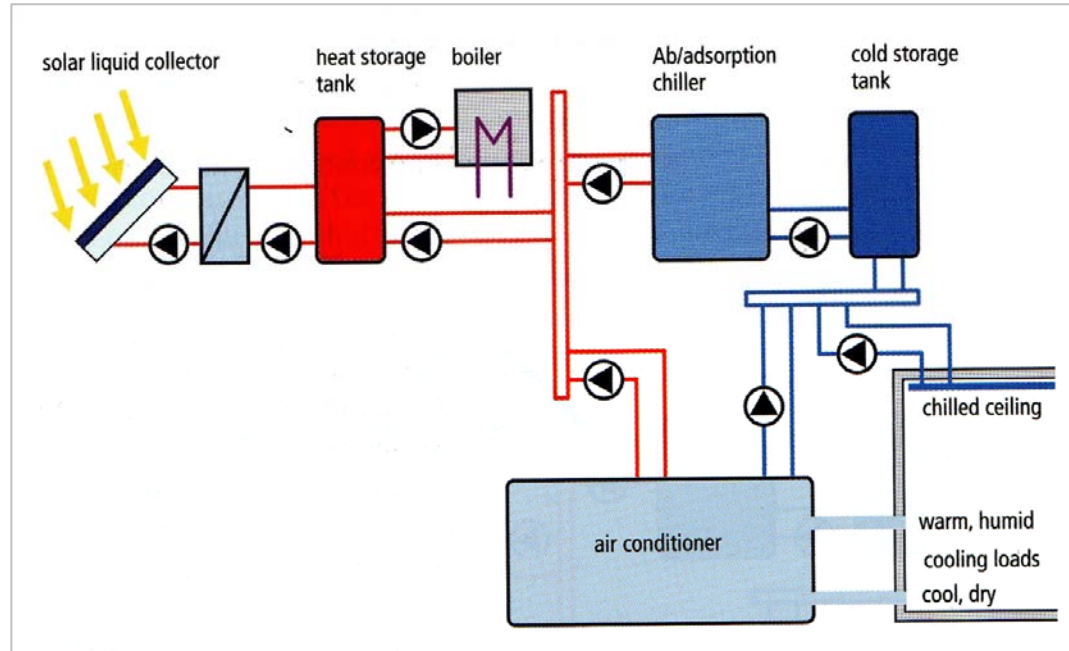 solar liquid collector
heat storage
tank
boiler
Ab/adsorption
chiller
cold storage
tank
chilled ceiling
air conditioner
warm, humid
cooling loads
cool, dry